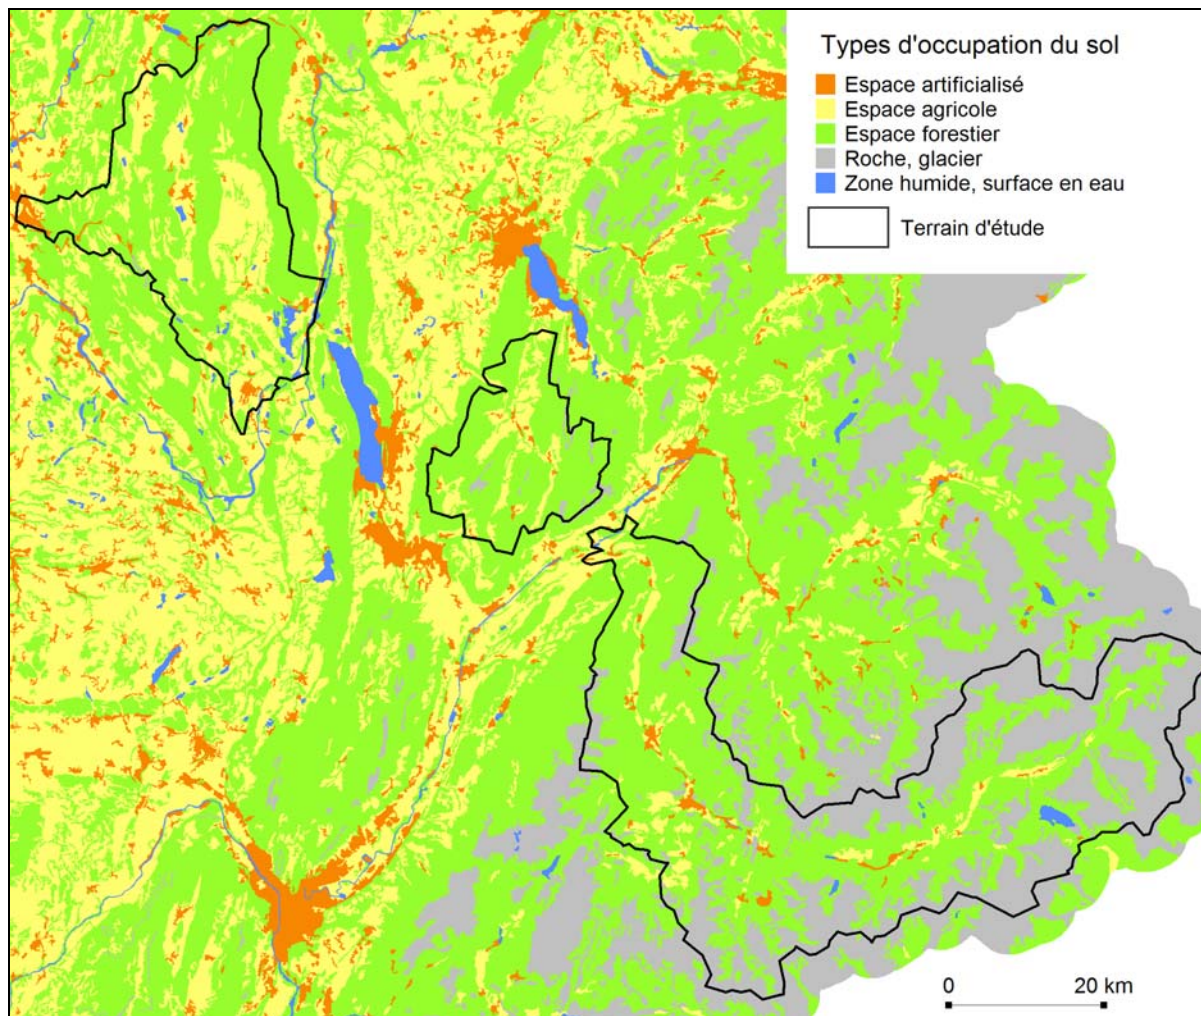 Types d'occupation du sol
Espace artificialisé
Espace agricole
Espace forestier
Roche, glacier
Zone humide, surface en eau
Terrain d'étude
0 20 km